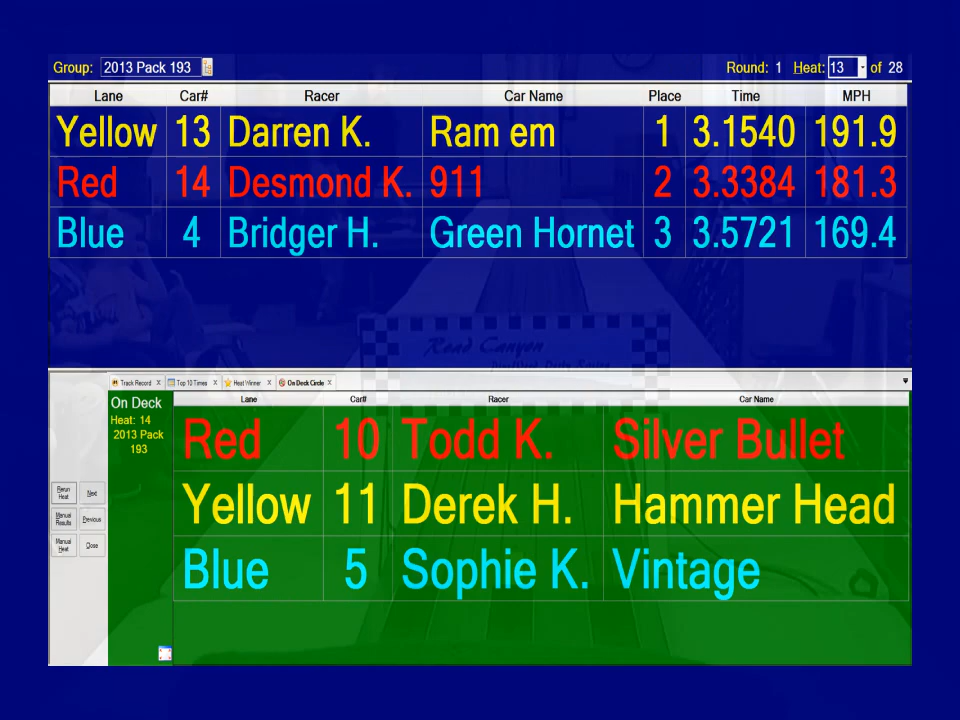 Group: 2013 Pack 193 Round: 1 Heat: 13 of 28
Lane Car# Racer Car Name Place Time MPH
Yellow 13 Darren K. Ram em 1 3.1540 191.9
Red 14 Desmond K. 911 2 3.3384 181.3
Blue 4 Bridger H. Green Hornet 3 3.5721 169.4
Road Canyon
Track Record X Top 10 Times X Heat Winner X On Deck Circle X
On Deck
Heat: 14
2013 Pack
193
Lane Car# Racer Car Name
Red 10 Todd K. Silver Bullet
Yellow 11 Derek H. Hammer Head
Blue 5 Sophie K. Vintage
Rerun
Heat
Next
Manual
Results
Previous
Manual
Heat
Close